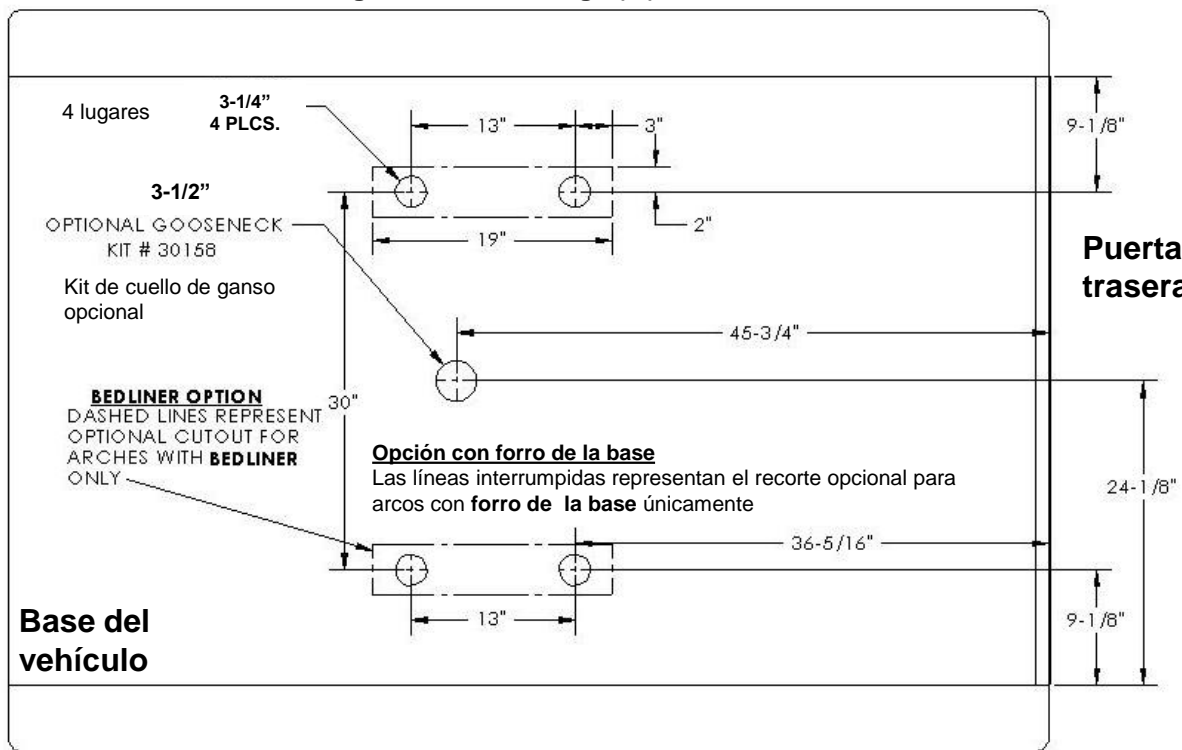 4 lugares
3-1/4”
4 PLCS.
13"
3"
9-1/8"
3-1/2”
OPTIONAL GOOSENECK
KIT # 30158
2"
19"
Kit de cuello de ganso
opcional
Puerta
trasera
45-3/4"
BEDLINER OPTION
DASHED LINES REPRESENT
OPTIONAL CUTOUT FOR
ARCHES WITH BEDLINER
ONLY
30"
Opción con forro de la base
Las líneas interrumpidas representan el recorte opcional para
arcos con forro de la base únicamente
24-1/8"
36-5/16"
13"
9-1/8"
Base del
vehículo